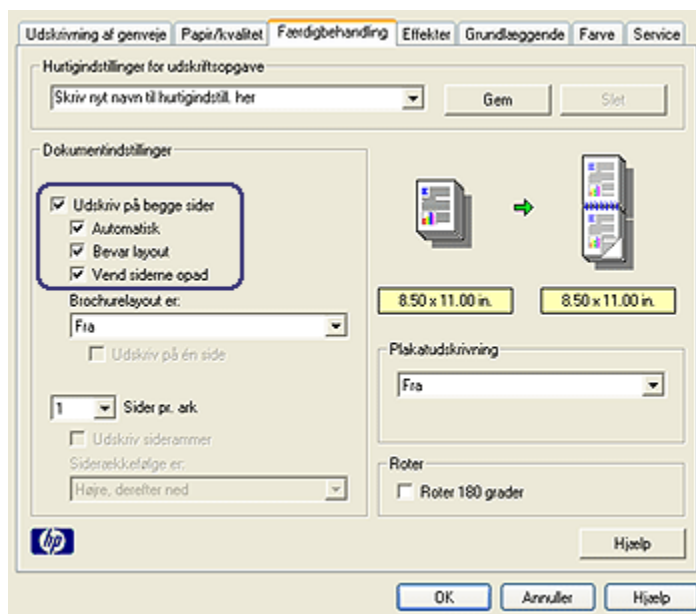 Udskrivning af genveje Papir/kvalitet Færdigbehandling Effekter Grundlæggende Farve Service
Hurtigindstillinger for udskriftsopgave
Skriv nyt navn til hurtigindstill. her Gem Slet
Dokumentindstillinger
Udskriv på begge sider
Automatisk
Bevar layout
Vend siderne opad
Brochurelayout er:
Fra
Udskriv på én side
1 Sider pr. ark
Udskriv siderammer
Siderækkefølge er:
Højre, derefter ned
8.50 x 11.00 in. 8.50 x 11.00 in.
Plakatudskrivning
Fra
Roter
Roter 180 grader
hp
Hjælp
OK Annuller Hjælp